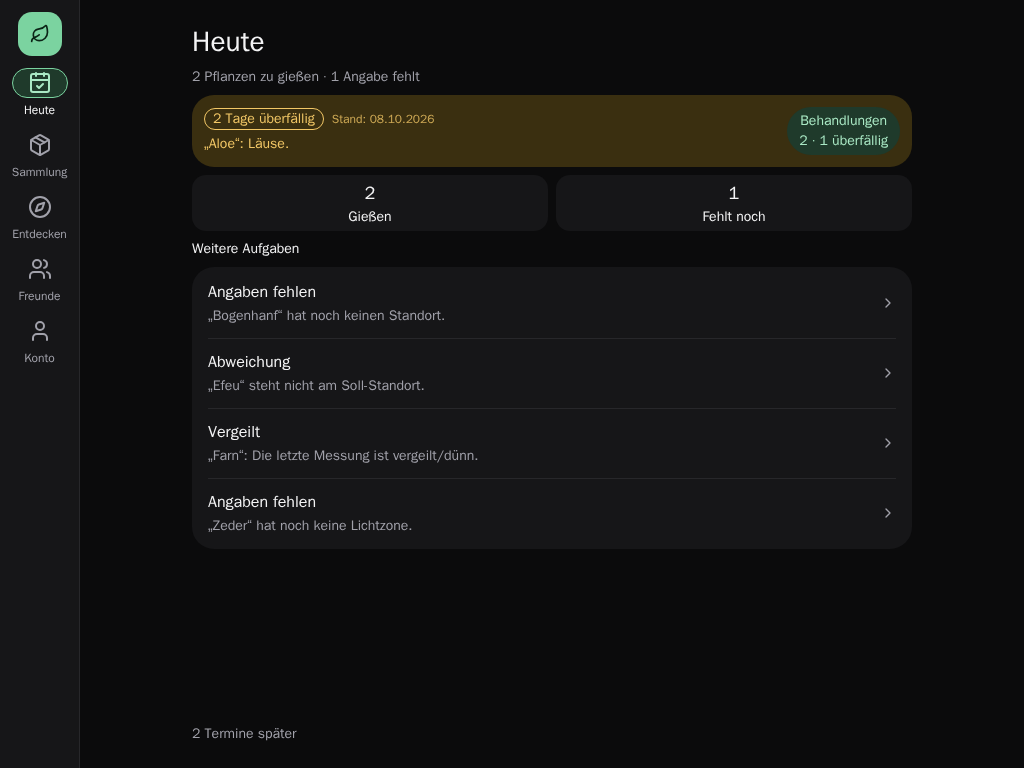 Heute
Sammlung
Entdecken
Freunde
Konto
Heute
2 Pflanzen zu gießen · 1 Angabe fehlt
2 Tage überfällig Stand: 08.10.2026
„Aloe“: Läuse.
Behandlungen
2 · 1 überfällig
2
Gießen
1
Fehlt noch
Weitere Aufgaben
Angaben fehlen
„Bogenhanf“ hat noch keinen Standort.
Abweichung
„Efeu“ steht nicht am Soll-Standort.
Vergeilt
„Farn“: Die letzte Messung ist vergeilt/dünn.
Angaben fehlen
„Zeder“ hat noch keine Lichtzone.
2 Termine später